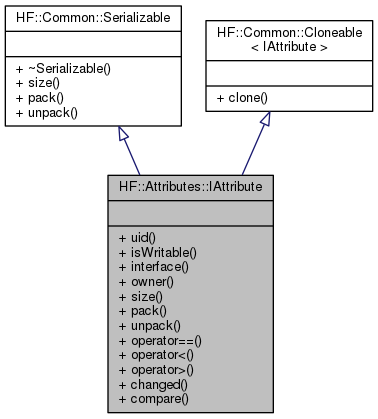 HF::Common::Serializable
+ ~Serializable()
+ size()
+ pack()
+ unpack()
HF::Common::Cloneable
< IAttribute >
+ clone()
HF::Attributes::IAttribute
+ uid()
+ isWritable()
+ interface()
+ owner()
+ size()
+ pack()
+ unpack()
+ operator==()
+ operator<()
+ operator>()
+ changed()
+ compare()